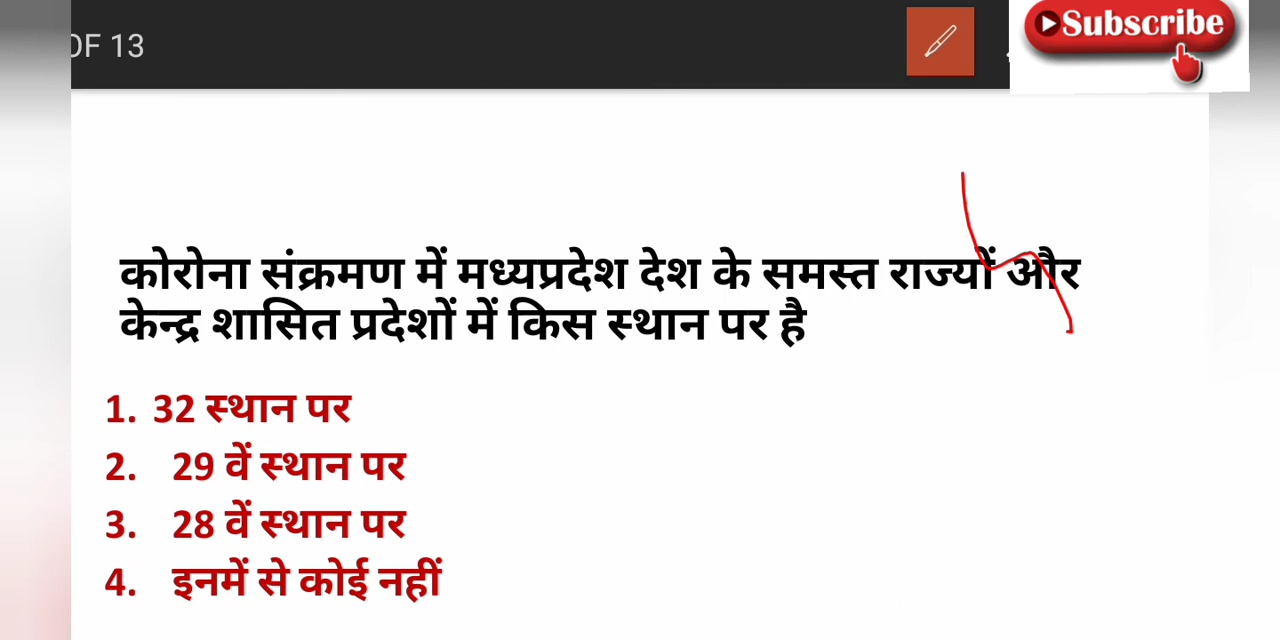 OF 13
Subscribe
कोरोना संक्रमण में मध्यप्रदेश देश के समस्त राज्यों और
केन्द्र शासित प्रदेशों में किस स्थान पर है
1. 32 स्थान पर
2. 29 वें स्थान पर
3. 28 वें स्थान पर
4. इनमें से कोई नहीं